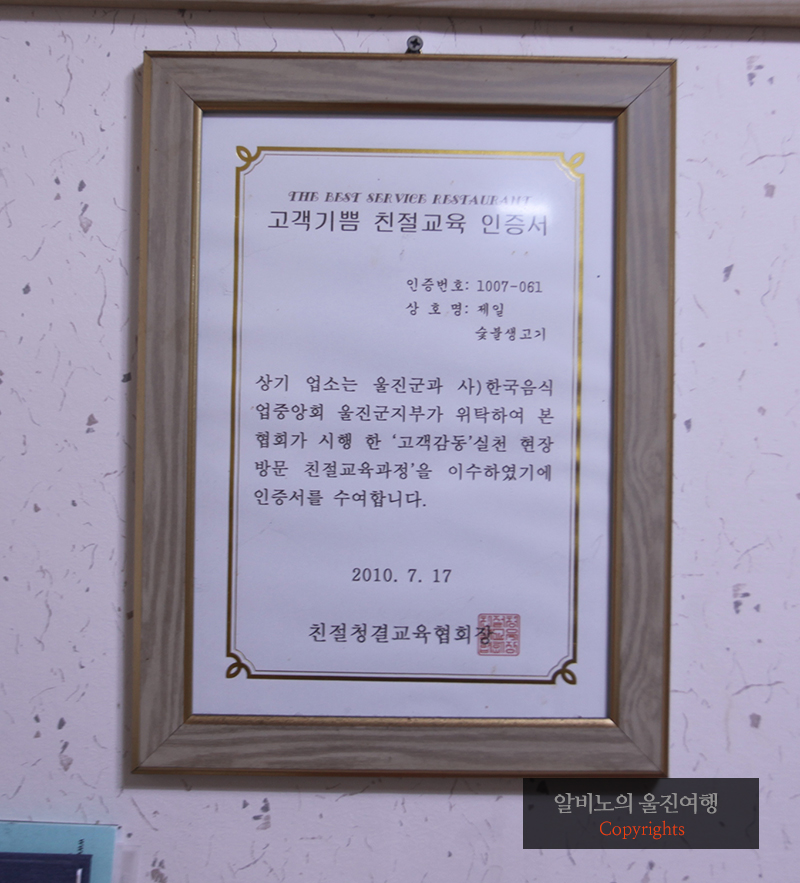 THE BEST SERVICE RESTAURANT
고객기쁨 친절교육 인증서
인증번호: 1007-061
상 호 명: 제일
숯불생고기
상기 업소는 울진군과 사)한국음식
업중앙회 울진군지부가 위탁하여 본
협회가 시행 한 '고객감동'실천 현장
방문 친절교육과정'을 이수하였기에
인증서를 수여합니다.
2010. 7. 17
친절청결교육협회장
알비노의 울진여행
Copyrights